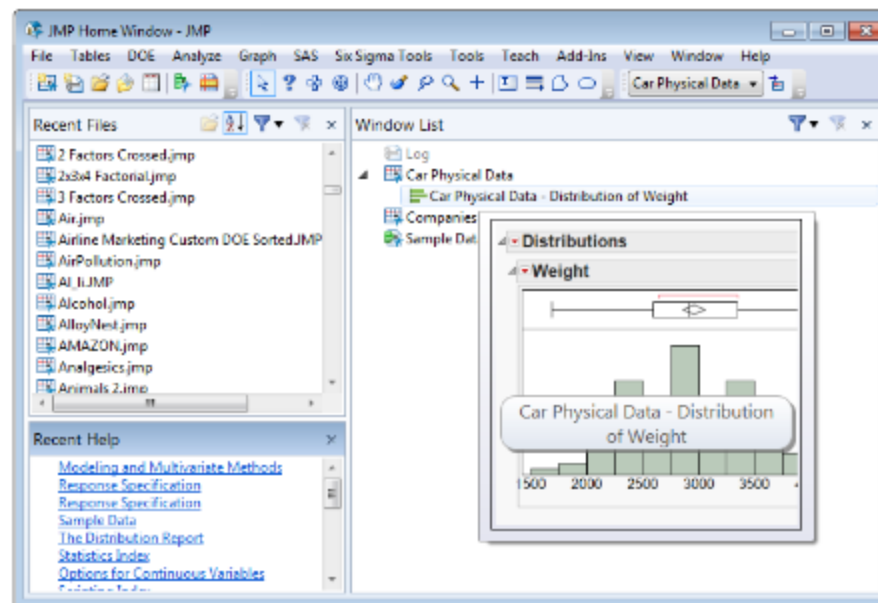 JMP Home Window - JMP
File Tables DOE Analyze Graph SAS Six Sigma Tools Tools Teach Add-Ins View Window Help
Car Physical Data
Recent Files
2 Factors Crossed.jmp
2x3x4 Factorial.jmp
3 Factors Crossed.jmp
Air.jmp
Airline Marketing Custom DOE Sorted.JMP
AirPollution.jmp
Alcohol.jmp
AlloyNest.jmp
AMAZON.jmp
Analgesics.jmp
Animals 2.jmp
Recent Help
Modeling and Multivariate Methods
Response Specification
Response Specification
Sample Data
The Distribution Report
Statistics Index
Options for Continuous Variables
Window List
Log
Car Physical Data
Car Physical Data - Distribution of Weight
Companies
Sample Dat
Distributions
Weight
Car Physical Data - Distribution
of Weight
1500 2000 2500 3000 3500